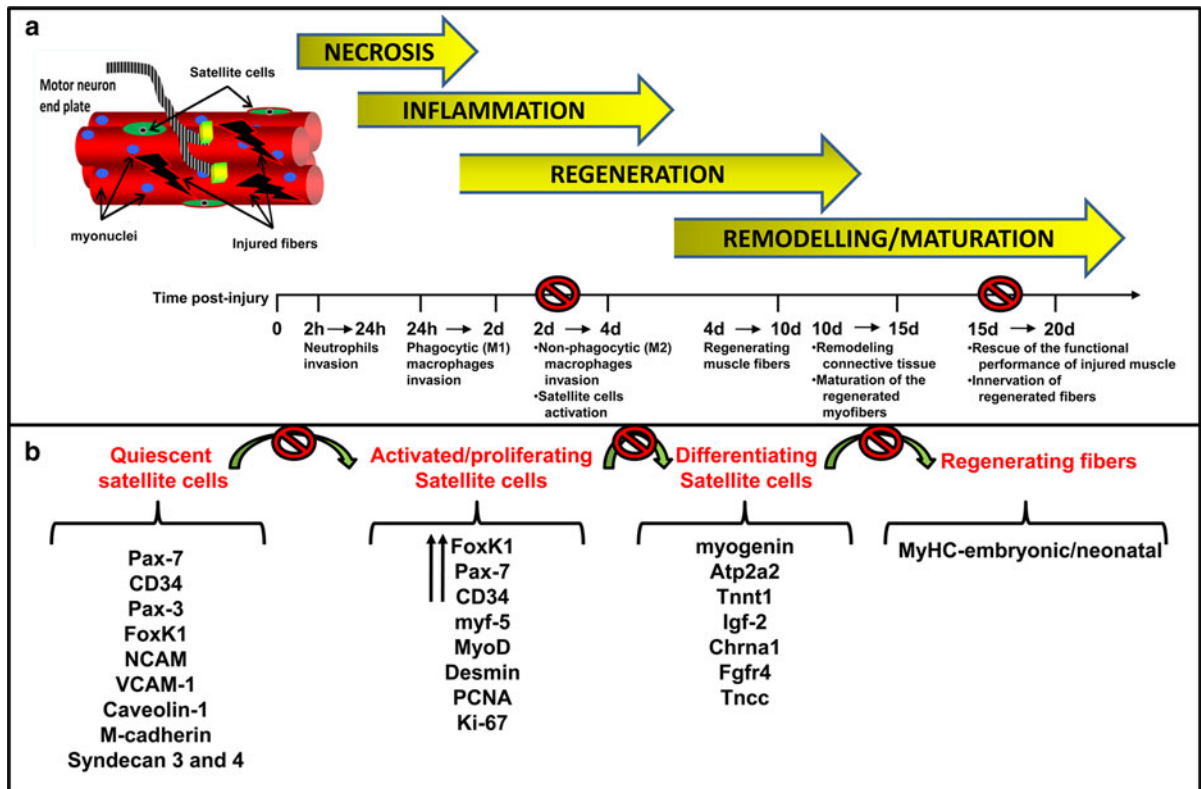 a
Satellite cells
Motor neuron
end plate
myonuclei
Injured fibers
NECROSIS
INFLAMMATION
REGENERATION
REMODELLING/MATURATION
Time post-injury
0
2h → 24h
Neutrophils
invasion
24h → 2d
Phagocytic (M1)
macrophages
invasion
2d → 4d
•Non-phagocytic (M2)
macrophages
invasion
•Satellite cells
activation
4d → 10d
Regenerating
muscle fibers
10d → 15d
•Remodeling
connective tissue
•Maturation of the
regenerated
myofibers
15d → 20d
•Rescue of the functional
performance of injured muscle
•Innervation of
regenerated fibers
b
Quiescent
satellite cells
Pax-7
CD34
Pax-3
FoxK1
NCAM
VCAM-1
Caveolin-1
M-cadherin
Syndecan 3 and 4
Activated/proliferating
Satellite cells
FoxK1
Pax-7
CD34
myf-5
MyoD
Desmin
PCNA
Ki-67
Differentiating
Satellite cells
myogenin
Atp2a2
Tnnt1
Igf-2
Chrna1
Fgfr4
Tncc
Regenerating fibers
MyHC-embryonic/neonatal